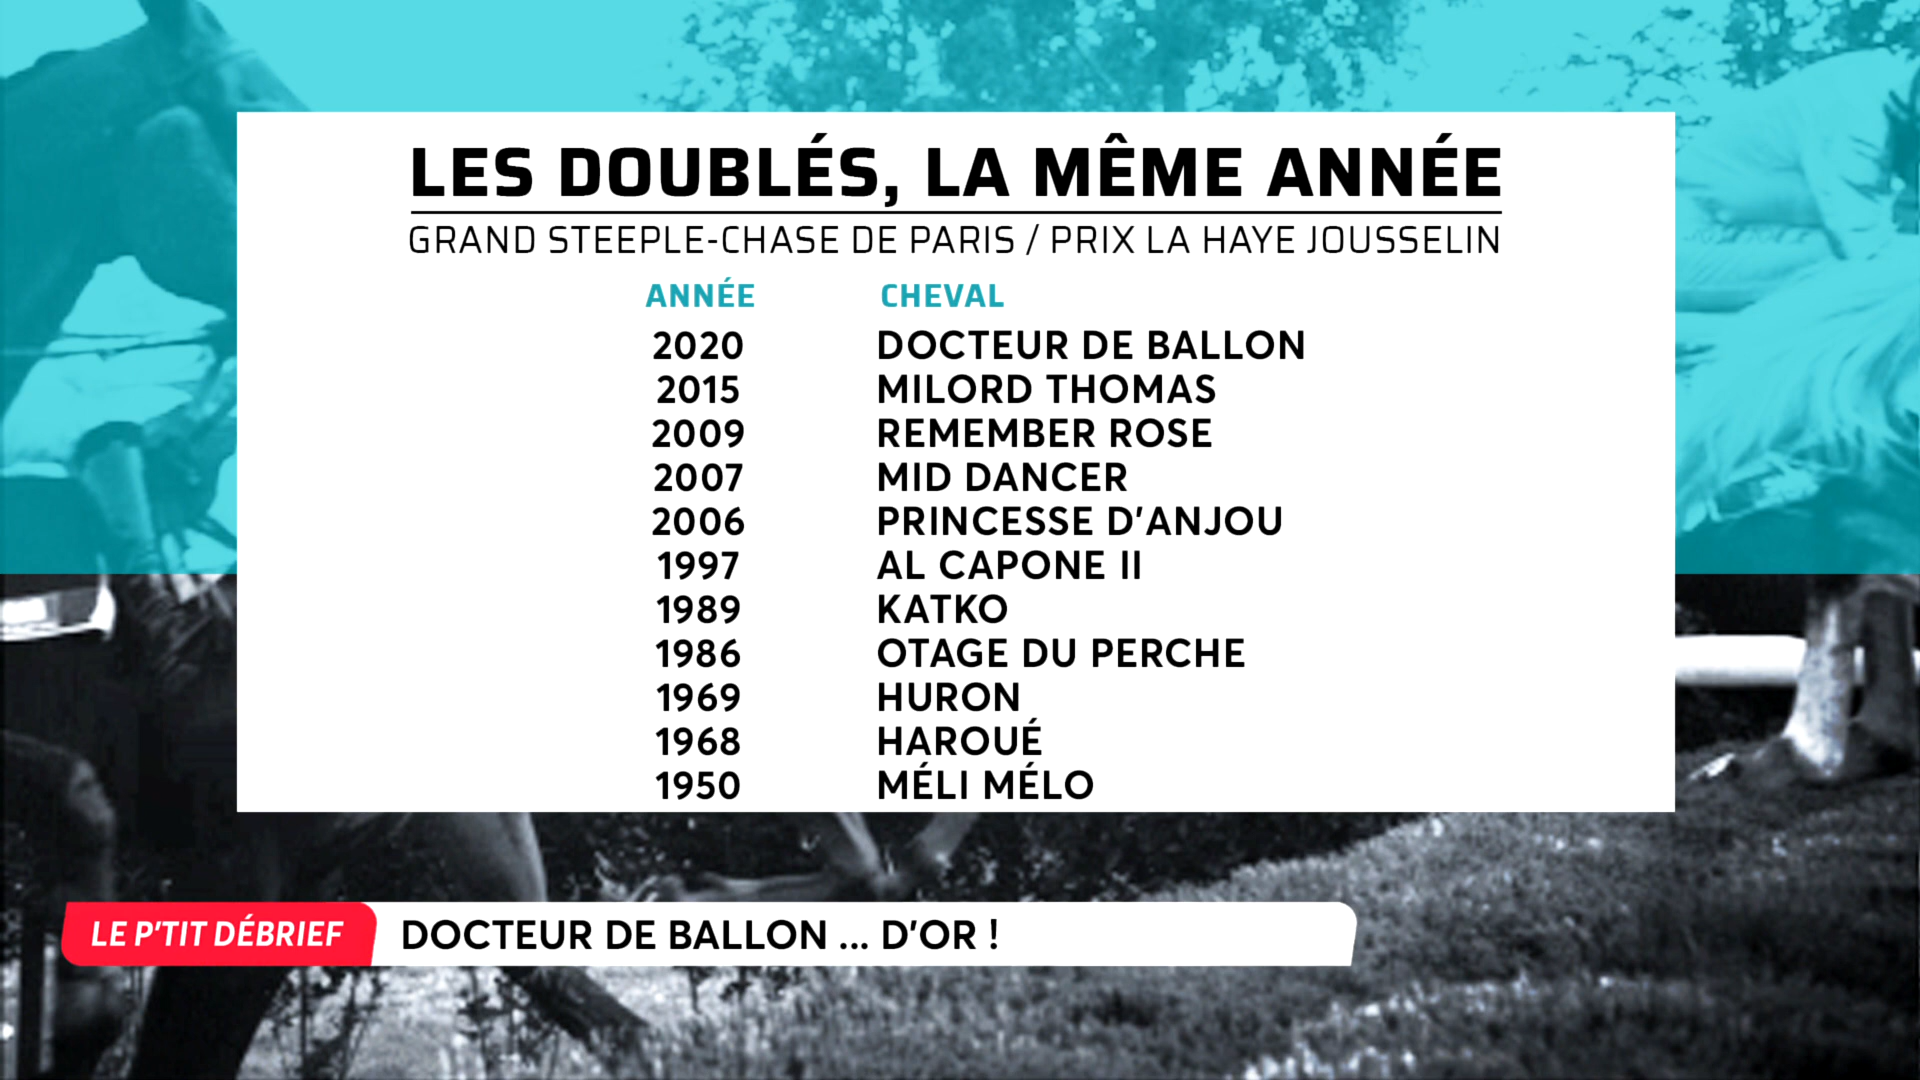 LES DOUBLÉS, LA MÊME ANNÉE
GRAND STEEPLE-CHASE DE PARIS / PRIX LA HAYE JOUSSELIN
ANNÉE CHEVAL
2020 DOCTEUR DE BALLON
2015 MILORD THOMAS
2009 REMEMBER ROSE
2007 MID DANCER
2006 PRINCESSE D'ANJOU
1997 AL CAPONE II
1989 KATKO
1986 OTAGE DU PERCHE
1969 HURON
1968 HAROUÉ
1950 MÉLI MÉLO
LE P'TIT DÉBRIEF DOCTEUR DE BALLON ... D'OR !